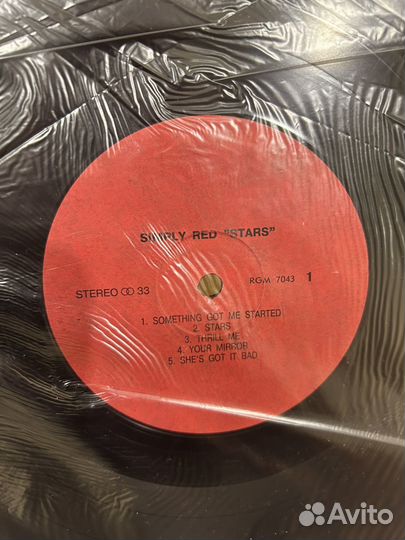 SIMPLY RED "STARS"
STEREO 33
RGM 7043 1
1. SOMETHING GOT ME STARTED
2. STARS
3. THRILL ME
4. YOUR MIRROR
5. SHE'S GOT IT BAD
Avito